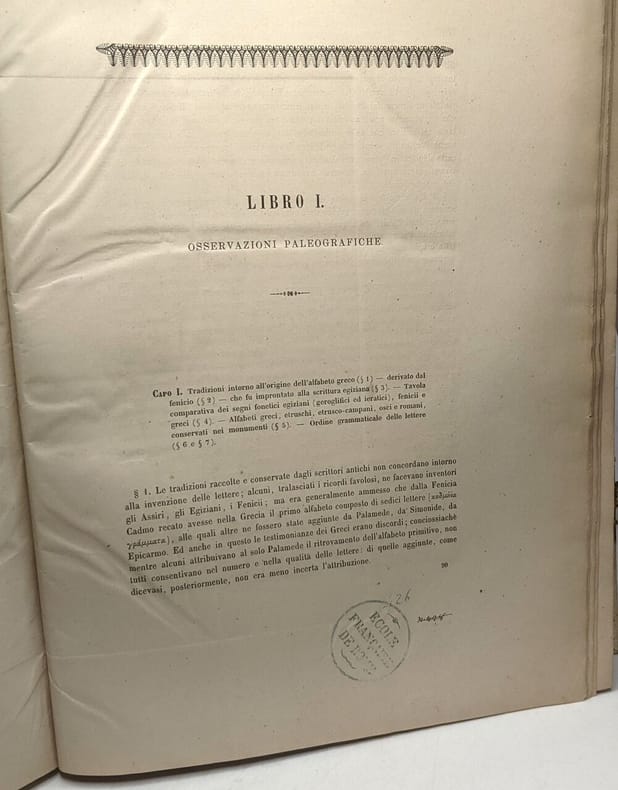 LIBRO I.
OSSERVAZIONI PALEOGRAFICHE
CAPO I. Tradizioni intorno all'origine dell'alfabeto greco (§ 1) — derivato dal
fenicio (§ 2) — che fu improntato alla scrittura egiziana (§ 3). — Tavola
comparativa dei segni fonetici egiziani (geroglifici ed ieratici), fenicii e
greci (§ 4). — Alfabeti greci, etruschi, etrusco-campani, osci e romani,
conservati nei monumenti (§ 5). — Ordine grammaticale delle lettere
(§ 6 e § 7).
§ 1. Le tradizioni raccolte e conservate dagli scrittori antichi non concordano intorno
alla invenzione delle lettere; alcuni, tralasciati i ricordi favolosi, ne facevano inventori
gli Assiri, gli Egiziani, i Fenicii; ma era generalmente ammesso che dalla Fenicia
Cadmo recato avesse nella Grecia il primo alfabeto composto di sedici lettere (καδμεῖα
γράμματα), alle quali altre ne fossero state aggiunte da Palamede, da' Simonide, da
Epicarmo. Ed anche in questo le testimonianze dei Greci erano discordi; conciossiachè
mentre alcuni attribuivano al solo Palamede il ritrovamento dell'alfabeto primitivo, non
tutti consentivano nel numero e nella qualità delle lettere: di quelle aggiunte, come
dicevasi, posteriormente, non era meno incerta l'attribuzione.
26
ECOLE
FRANÇAISE
DE ROME